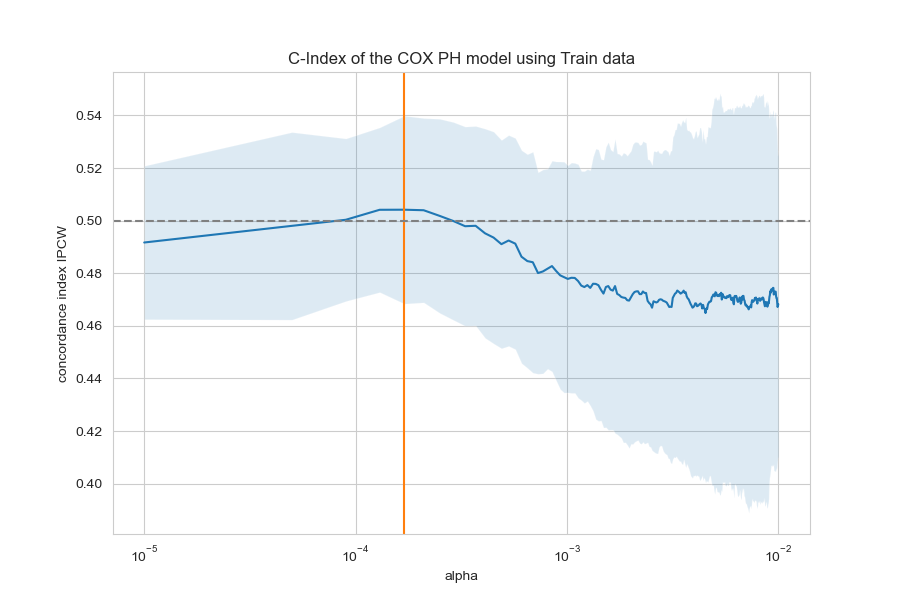 C-Index of the COX PH model using Train data
concordance index IPCW
0.54
0.52
0.50
0.48
0.46
0.44
0.42
0.40
10⁻⁵ 10⁻⁴ 10⁻³ 10⁻²
alpha